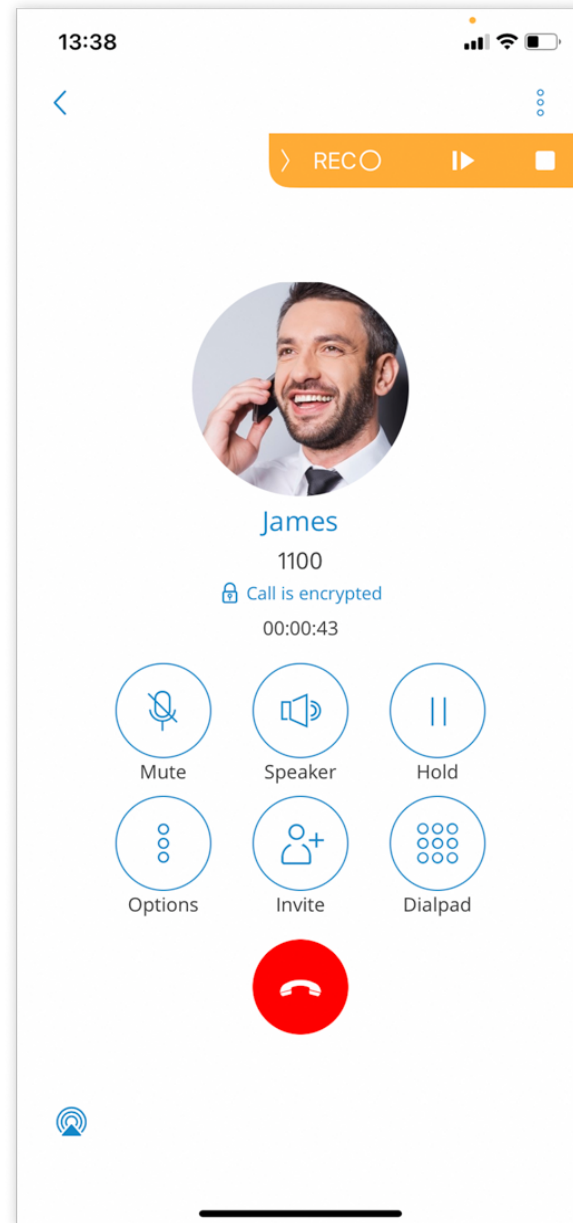 13:38
REC
James
1100
Call is encrypted
00:00:43
Mute Speaker Hold
Options Invite Dialpad